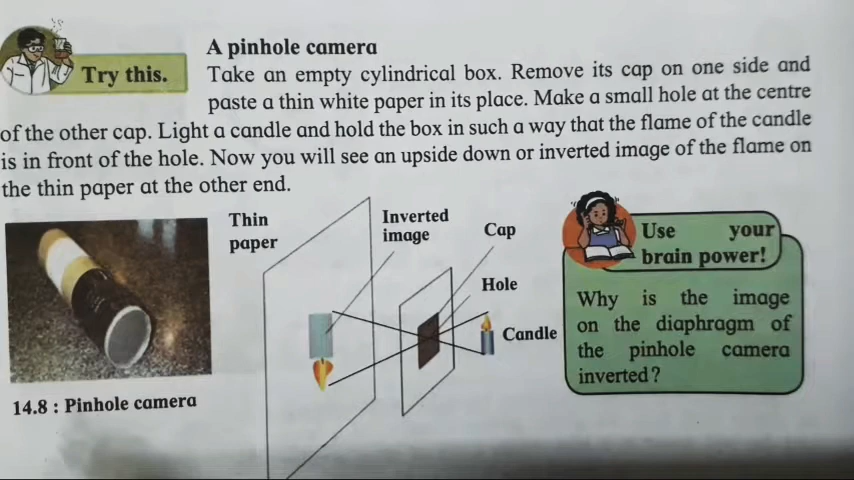 A pinhole camera
Try this.
Take an empty cylindrical box. Remove its cap on one side and
paste a thin white paper in its place. Make a small hole at the centre
of the other cap. Light a candle and hold the box in such a way that the flame of the candle
is in front of the hole. Now you will see an upside down or inverted image of the flame on
the thin paper at the other end.
Thin
paper
Inverted
image
Cap
Hole
Candle
14.8 : Pinhole camera
Use your
brain power!
Why is the image
on the diaphragm of
the pinhole camera
inverted?